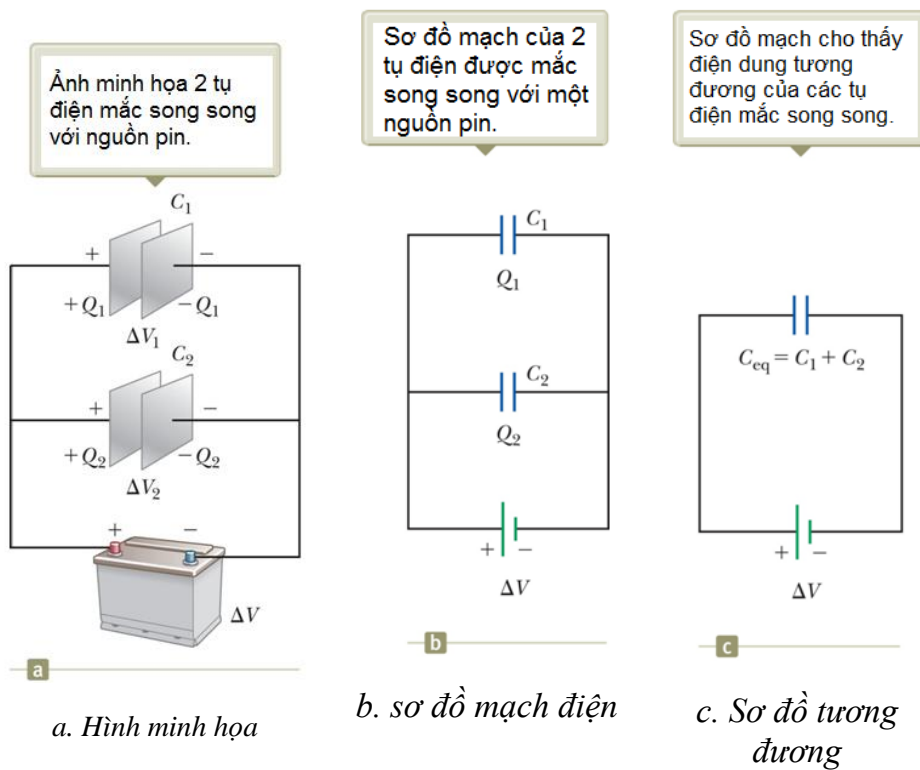 Ảnh minh họa 2 tụ
điện mắc song song
với nguồn pin.
C₁
+ −
+Q₁ −Q₁
ΔV₁
C₂
+ −
+Q₂ −Q₂
ΔV₂
+ −
ΔV
a
a. Hình minh họa
Sơ đồ mạch của 2
tụ điện được mắc
song song với một
nguồn pin.
C₁
Q₁
C₂
Q₂
+ −
ΔV
b
b. sơ đồ mạch điện
Sơ đồ mạch cho thấy
điện dung tương
đương của các tụ
điện mắc song song.
Ceq = C₁ + C₂
+ −
ΔV
c
c. Sơ đồ tương
đương